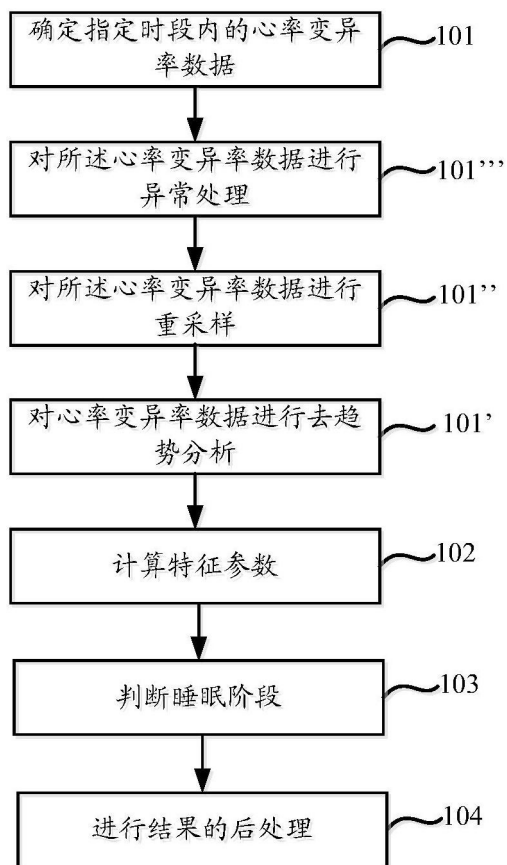 确定指定时段内的心率变异
率数据
101
对所述心率变异率数据进行
异常处理
101’’’
对所述心率变异率数据进行
重采样
101’’
对心率变异率数据进行去趋
势分析
101’
计算特征参数
102
判断睡眠阶段
103
进行结果的后处理
104